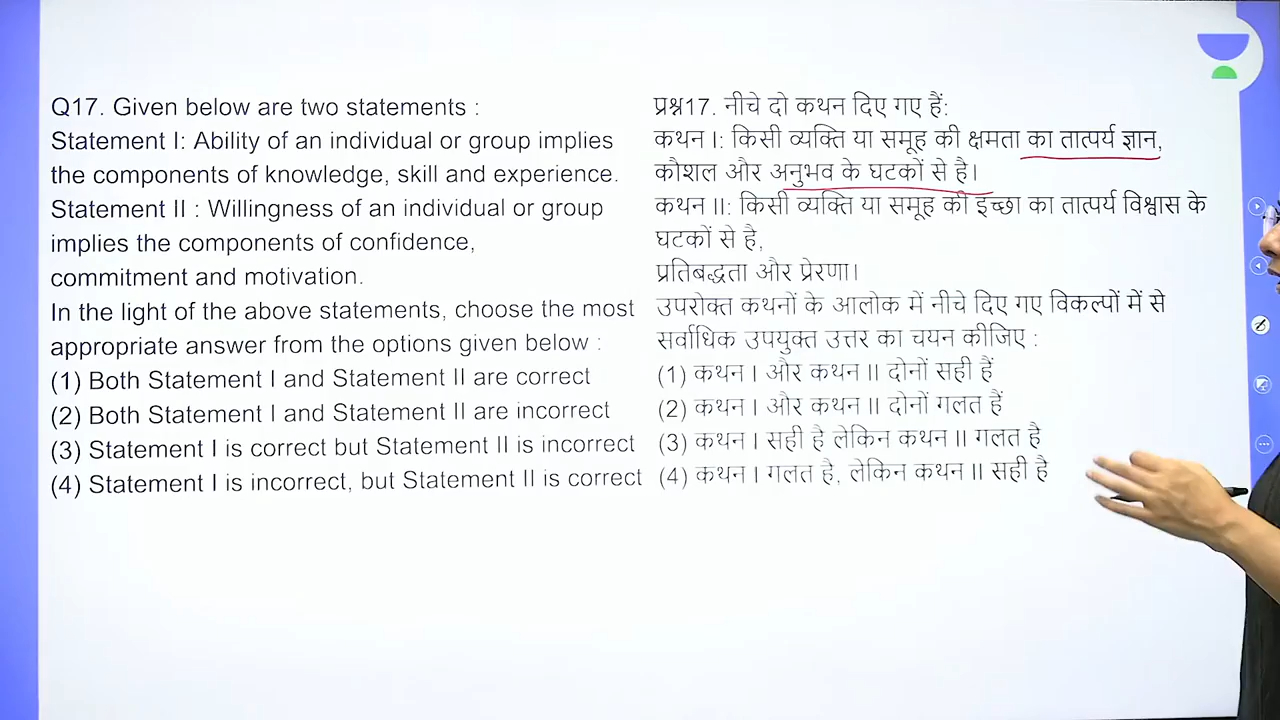 Q17. Given below are two statements :
Statement I: Ability of an individual or group implies
the components of knowledge, skill and experience.
Statement II : Willingness of an individual or group
implies the components of confidence,
commitment and motivation.
In the light of the above statements, choose the most
appropriate answer from the options given below :
(1) Both Statement I and Statement II are correct
(2) Both Statement I and Statement II are incorrect
(3) Statement I is correct but Statement II is incorrect
(4) Statement I is incorrect, but Statement II is correct
प्रश्न17. नीचे दो कथन दिए गए हैं:
कथन I: किसी व्यक्ति या समूह की क्षमता का तात्पर्य ज्ञान,
कौशल और अनुभव के घटकों से है।
कथन II: किसी व्यक्ति या समूह की इच्छा का तात्पर्य विश्वास के
घटकों से है,
प्रतिबद्धता और प्रेरणा।
उपरोक्त कथनों के आलोक में नीचे दिए गए विकल्पों में से
सर्वाधिक उपयुक्त उत्तर का चयन कीजिए :
(1) कथन I और कथन II दोनों सही हैं
(2) कथन I और कथन II दोनों गलत हैं
(3) कथन I सही है लेकिन कथन II गलत है
(4) कथन I गलत है, लेकिन कथन II सही है